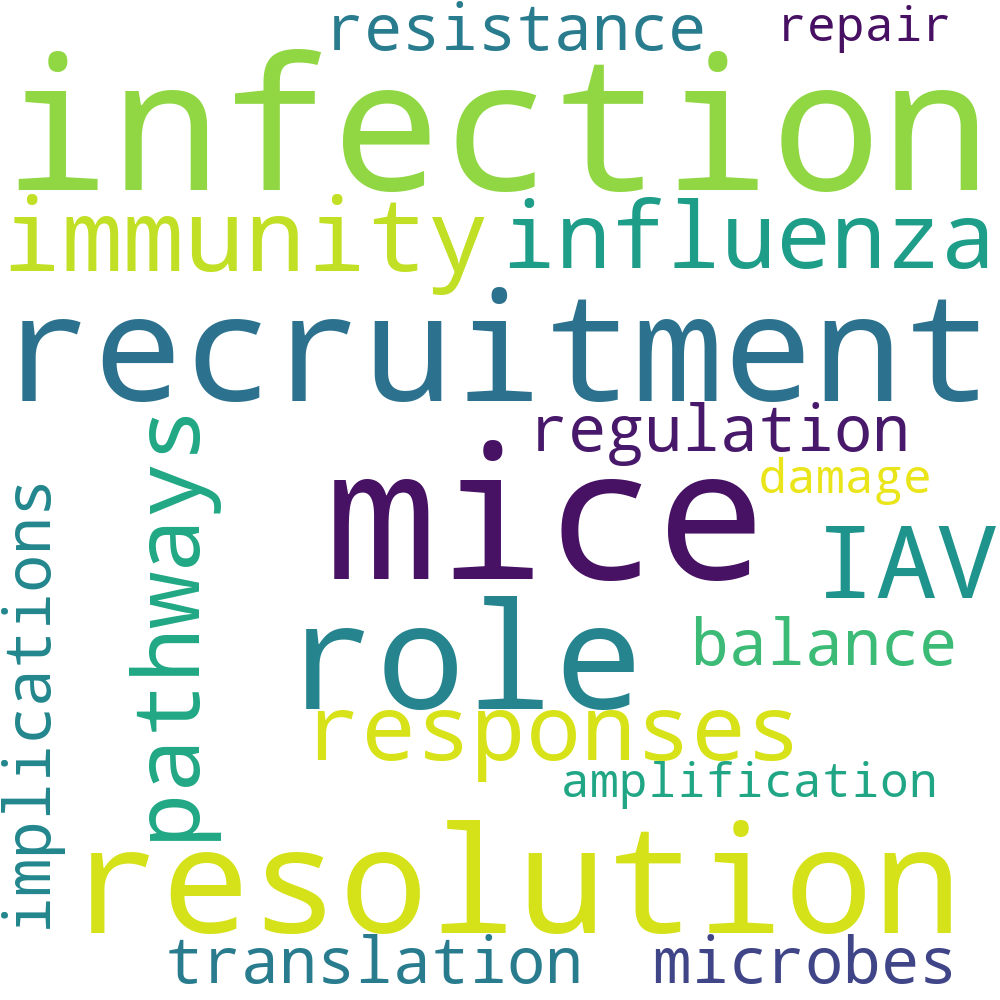 resistance
repair
infection
immunity
influenza
recruitment
regulation
mice
damage
pathways
implications
IAV
role
balance
responses
amplification
resolution
translation
microbes